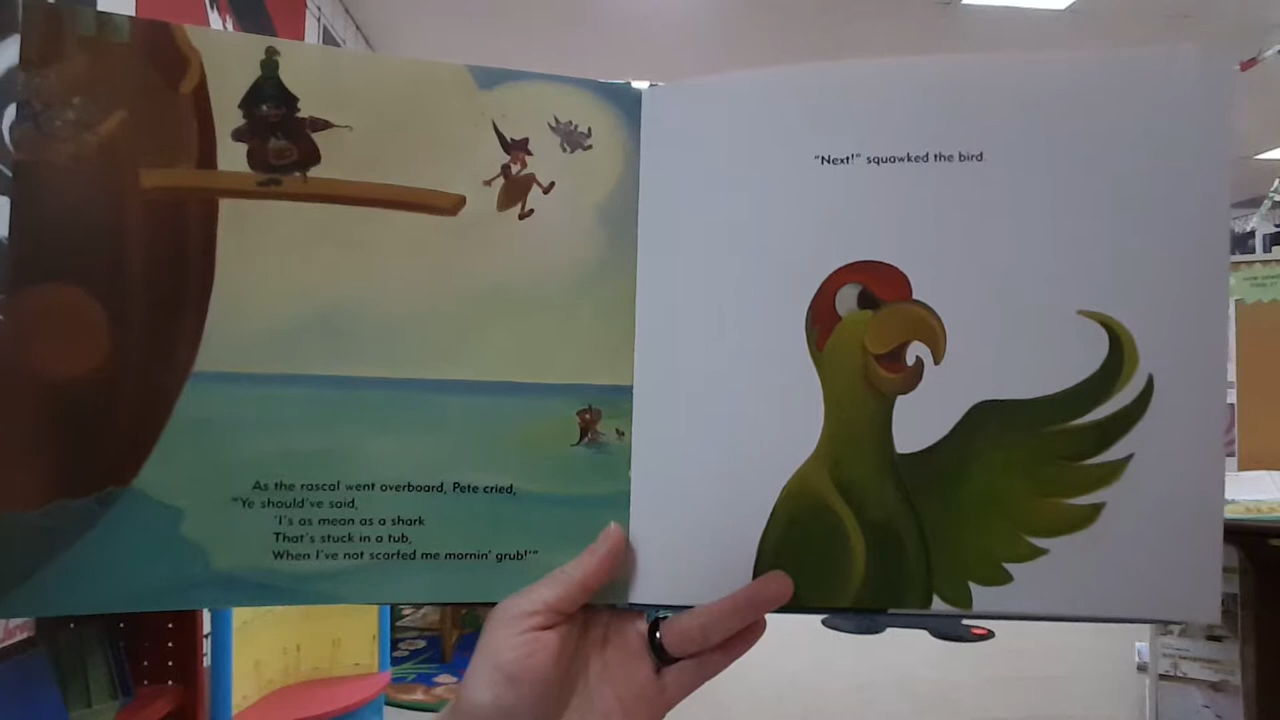 As the rascal went overboard, Pete cried,
"Ye should've said,
'I's as mean as a shark
That's stuck in a tub,
When I've not scarfed me mornin' grub!'"
"Next!" squawked the bird.